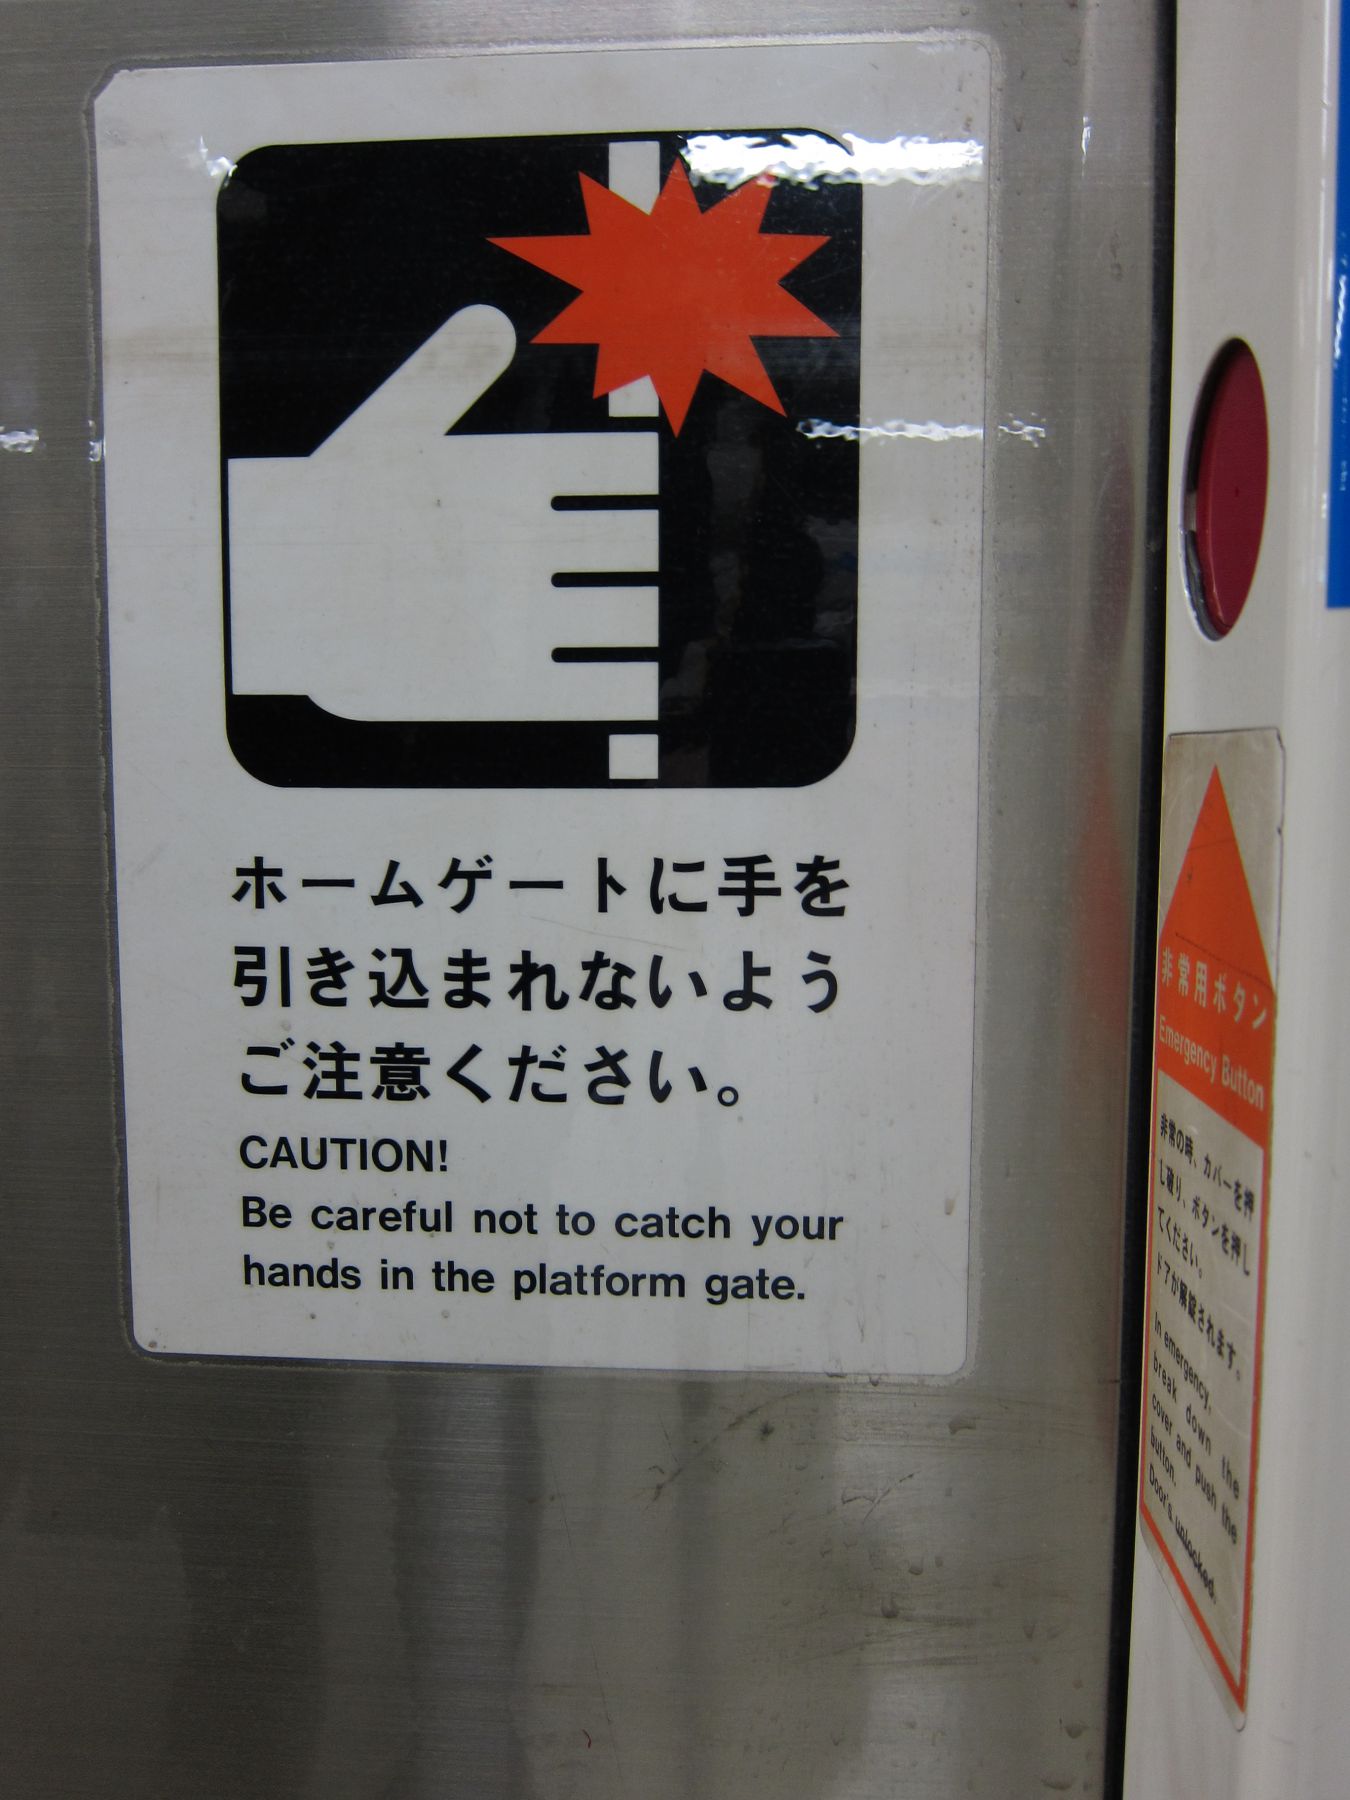 ホームゲートに手を
引き込まれないよう
ご注意ください。
CAUTION!
Be careful not to catch your
hands in the platform gate.
非常用ボタン
Emergency Button
非常の時、カバーを押
し破り、ボタンを押し
てください。
ドアが解錠されます。
In emergency,
break down the
cover and push the
button.
Door's unlocked.